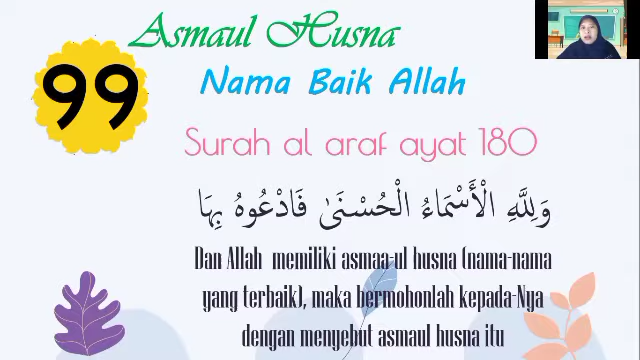 Asmaul Husna
99
Nama Baik Allah
Surah al araf ayat 180
وَلِلَّهِ الْأَسْمَاءُ الْحُسْنَىٰ فَادْعُوهُ بِهَا
Dan Allah memiliki asmaa-ul husna (nama-nama
yang terbaik), maka bermohonlah kepada-Nya
dengan menyebut asmaul husna itu